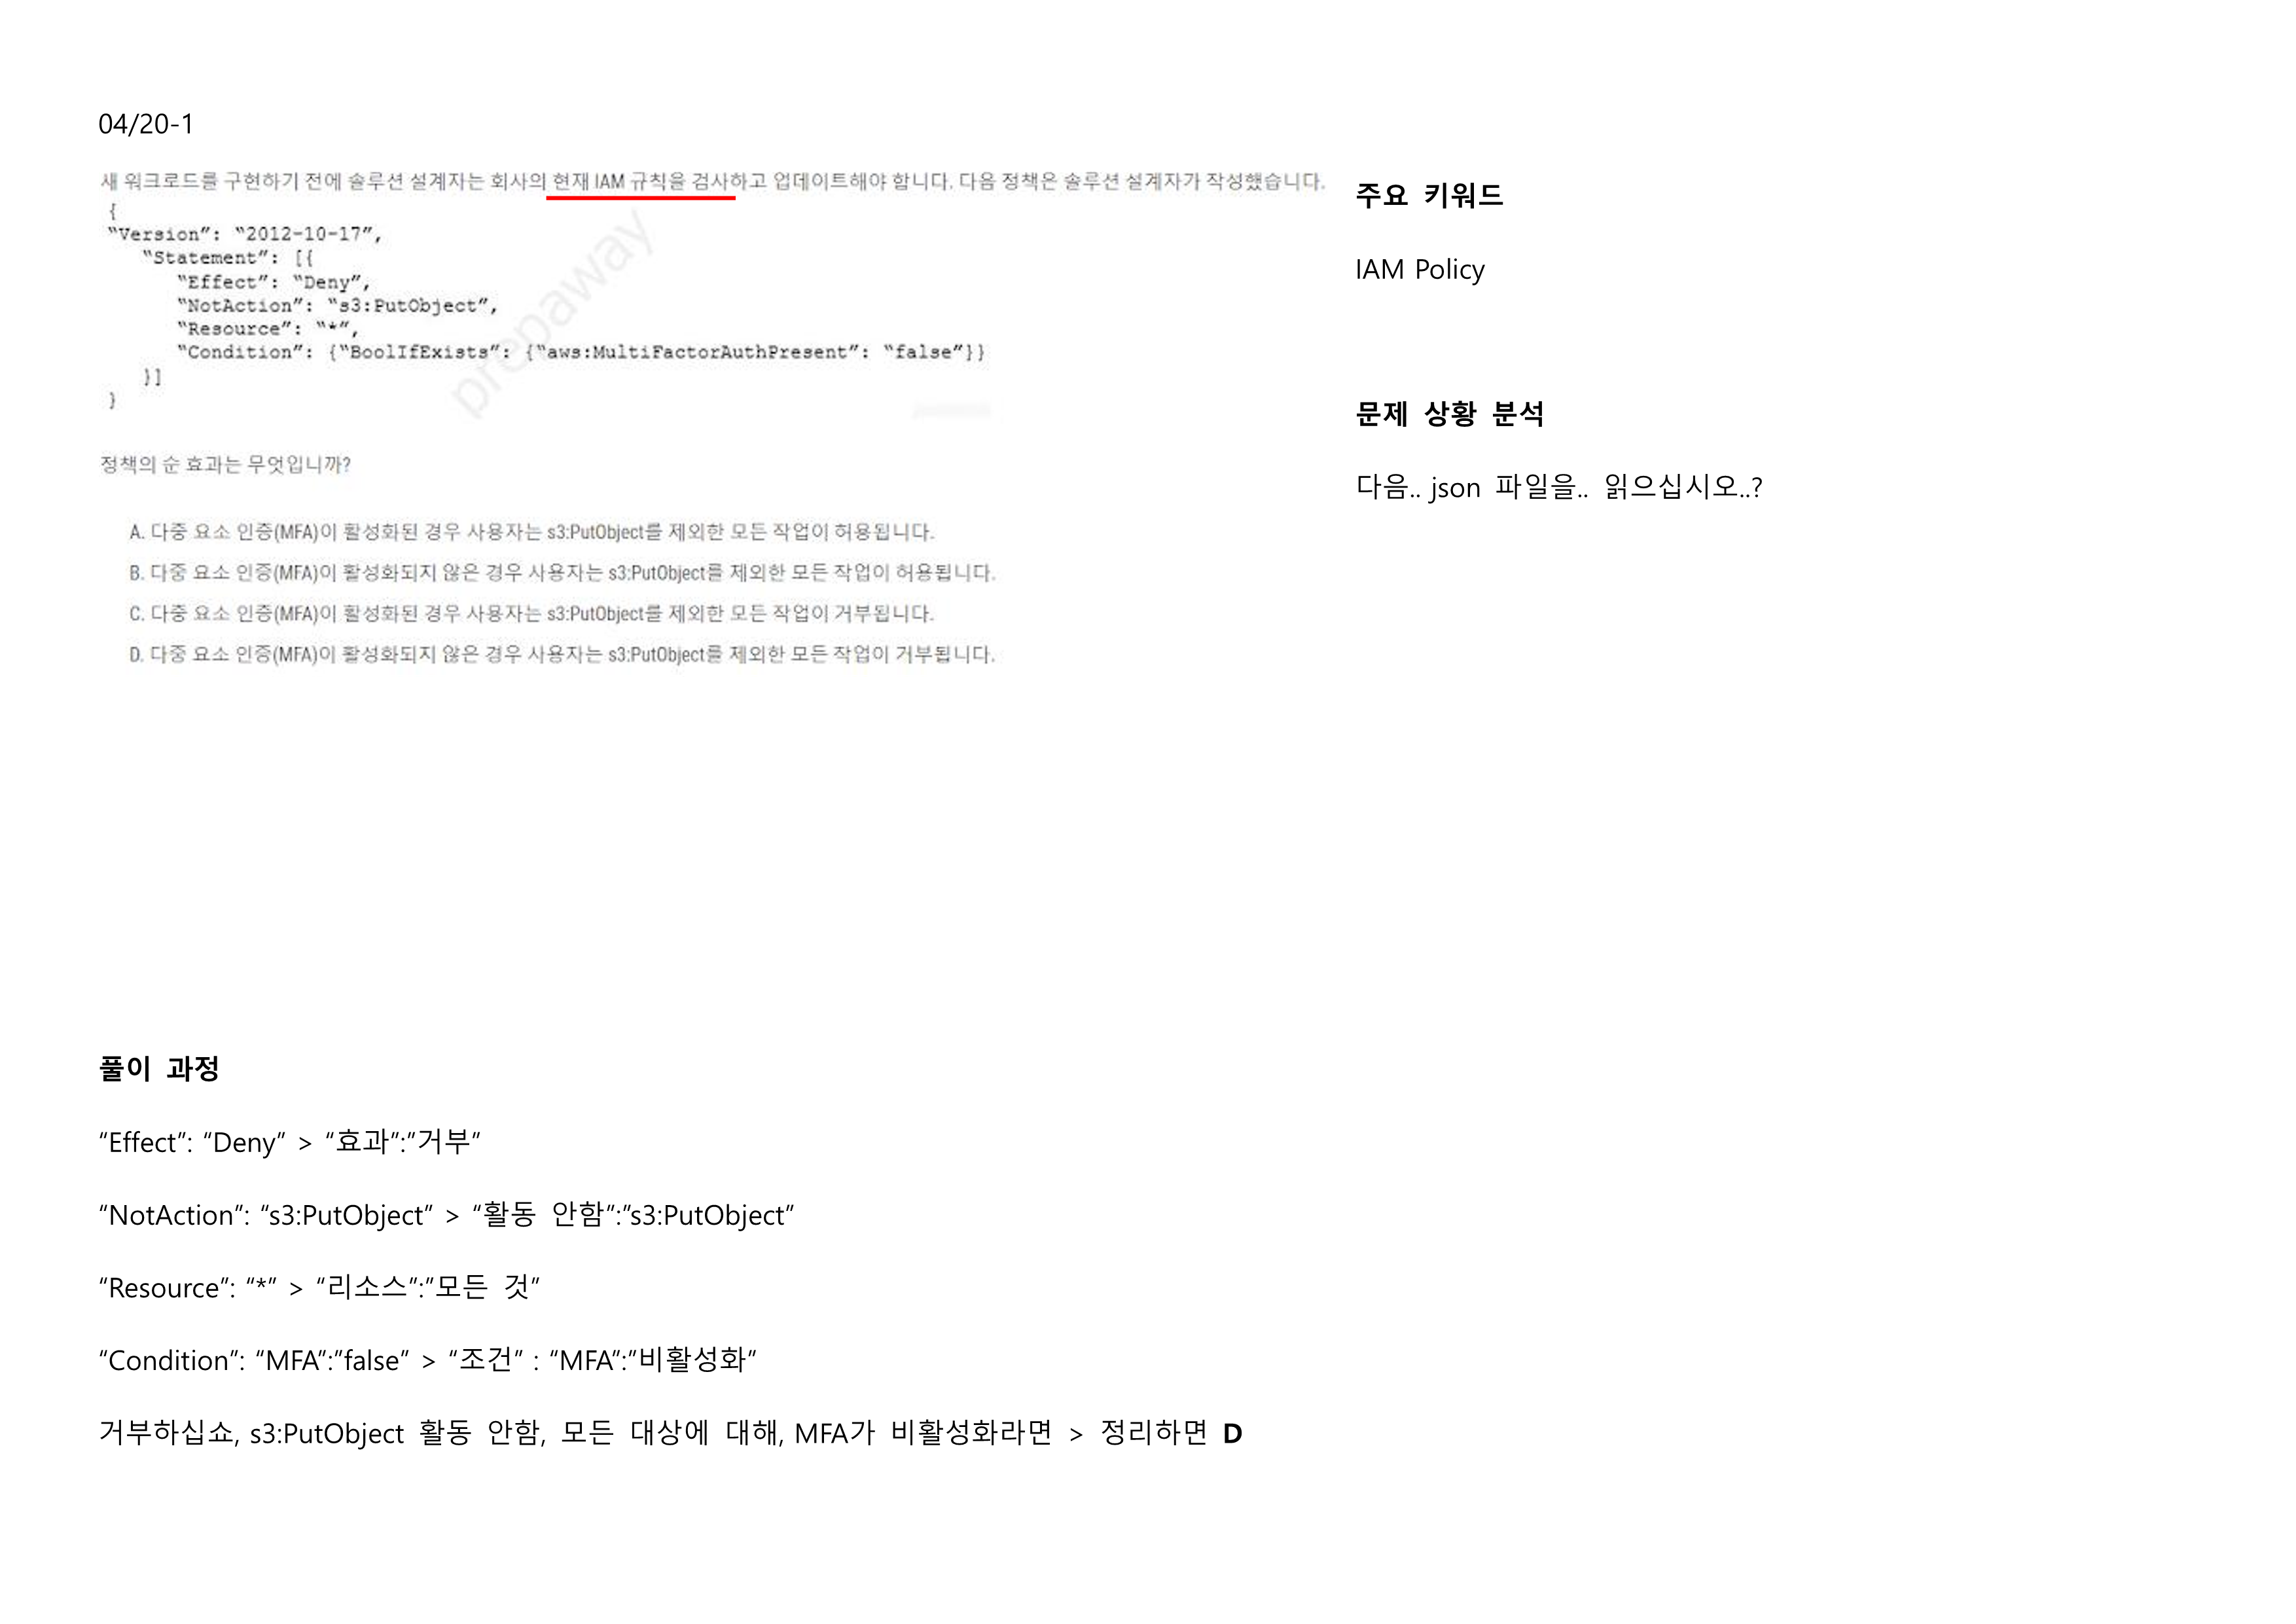 04/20-1
새 워크로드를 구현하기 전에 솔루션 설계자는 회사의 현재 IAM 규칙을 검사하고 업데이트해야 합니다. 다음 정책은 솔루션 설계자가 작성했습니다.
{
“Version”: “2012-10-17”,
“Statement”: [{
“Effect”: “Deny”,
“NotAction”: “s3:PutObject”,
“Resource”: “*”,
“Condition”: {“BoolIfExists”: {“aws:MultiFactorAuthPresent”: “false”}}
}]
}
prepaway
정책의 순 효과는 무엇입니까?
A. 다중 요소 인증(MFA)이 활성화된 경우 사용자는 s3:PutObject를 제외한 모든 작업이 허용됩니다.
B. 다중 요소 인증(MFA)이 활성화되지 않은 경우 사용자는 s3:PutObject를 제외한 모든 작업이 허용됩니다.
C. 다중 요소 인증(MFA)이 활성화된 경우 사용자는 s3:PutObject를 제외한 모든 작업이 거부됩니다.
D. 다중 요소 인증(MFA)이 활성화되지 않은 경우 사용자는 s3:PutObject를 제외한 모든 작업이 거부됩니다.
주요 키워드
IAM Policy
문제 상황 분석
다음.. json 파일을.. 읽으십시오..?
풀이 과정
“Effect”: “Deny” > “효과”:”거부”
“NotAction”: “s3:PutObject” > “활동 안함”:”s3:PutObject”
“Resource”: “*” > “리소스”:”모든 것”
“Condition”: “MFA”:”false” > “조건” : “MFA”:”비활성화”
거부하십쇼, s3:PutObject 활동 안함, 모든 대상에 대해, MFA가 비활성화라면 > 정리하면 D